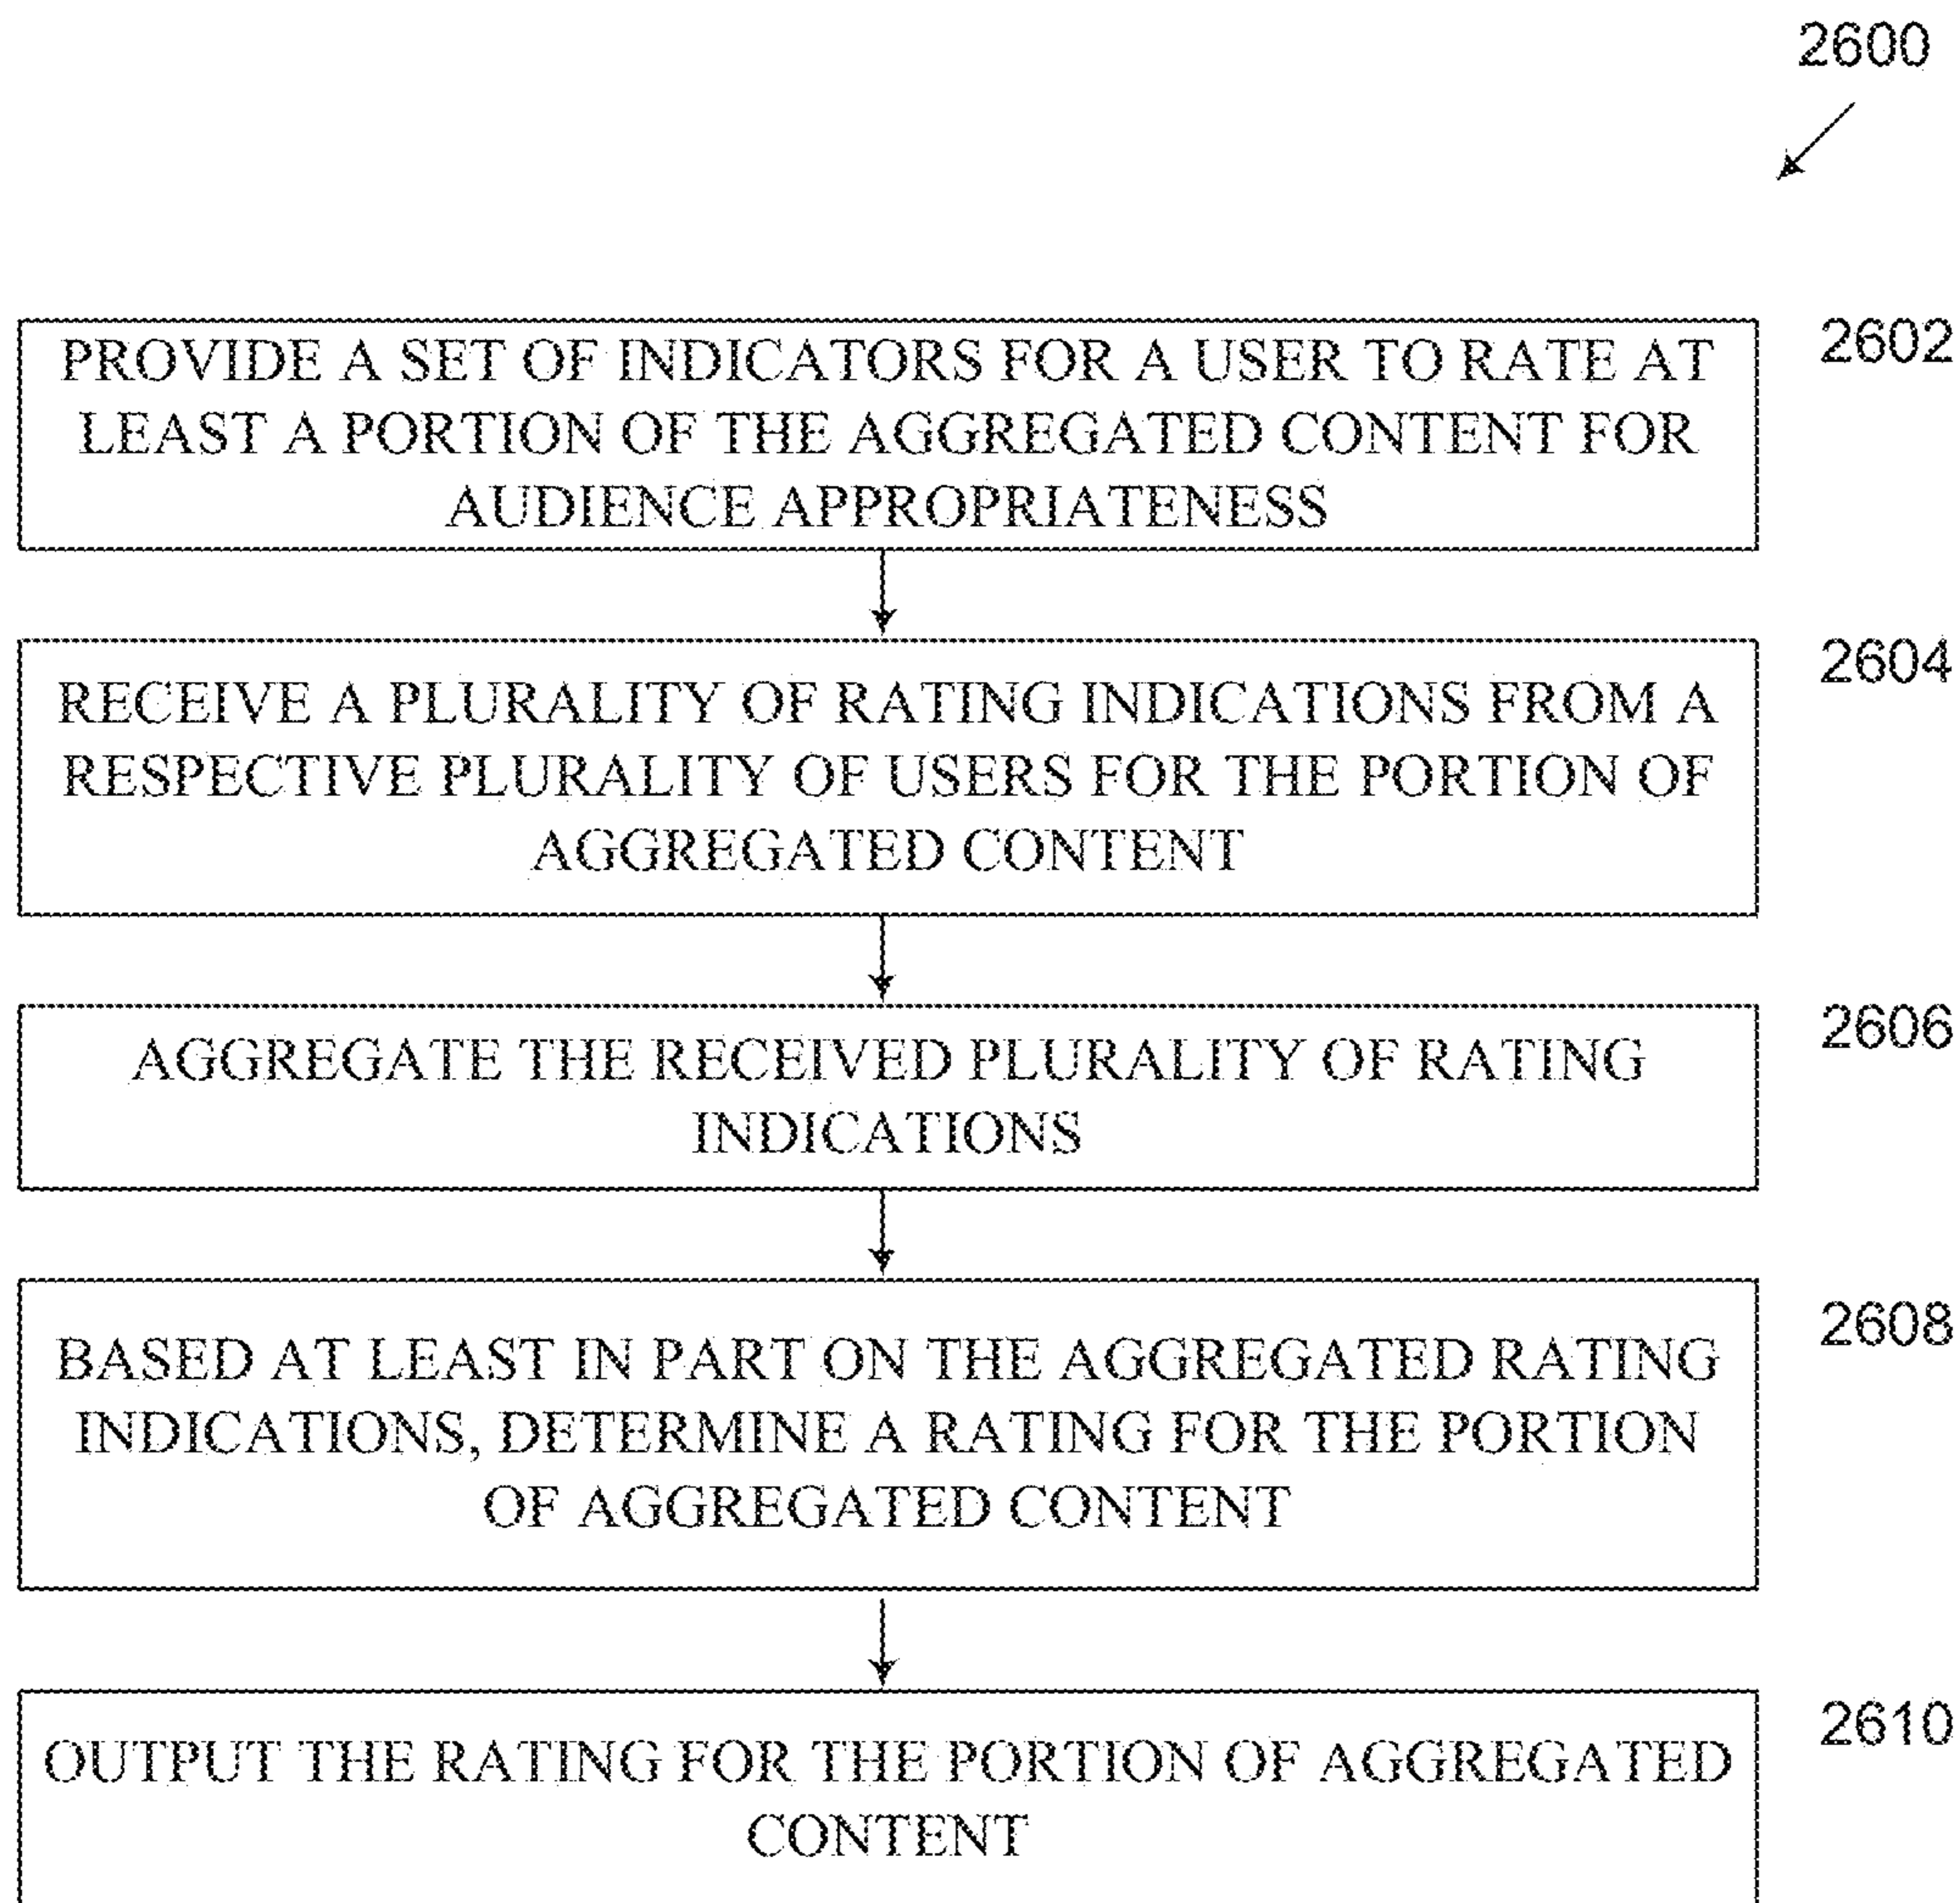 2600
PROVIDE A SET OF INDICATORS FOR A USER TO RATE AT
2602
LEAST A PORTION OF THE AGGREGATED CONTENT FOR
AUDIENCE APPROPRIATENESS
RECEIVE A PLURALITY OF RATING INDICATIONS FROM A
2604
RESPECTIVE PLURALITY OF USERS FOR THE PORTION OF
AGGREGATED CONTENT
AGGREGATE THE RECEIVED PLURALITY OF RATING
2606
INDICATIONS
BASED AT LEAST IN PART ON THE AGGREGATED RATING
2608
INDICATIONS, DETERMINE A RATING FOR THE PORTION
OF AGGREGATED CONTENT
OUTPUT THE RATING FOR THE PORTION OF AGGREGATED
2610
CONTENT